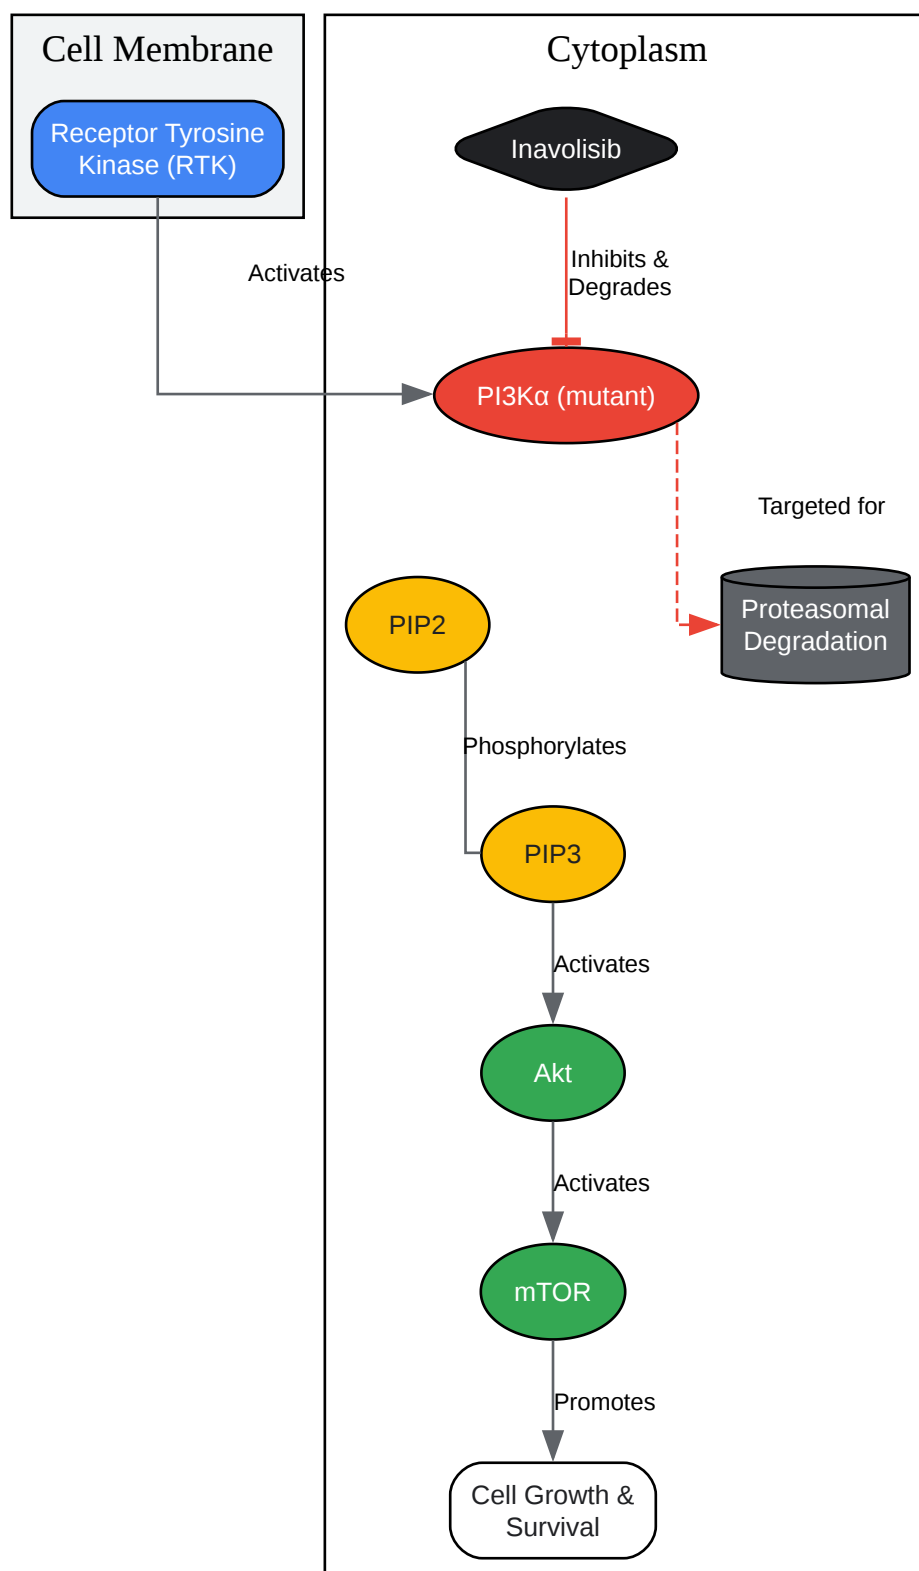 Cell Membrane
Receptor Tyrosine
Kinase (RTK)
Cytoplasm
Inavolisib
Activates
Inhibits &
Degrades
PI3Kα (mutant)
Targeted for
Proteasomal
Degradation
PIP2
Phosphorylates
PIP3
Activates
Akt
Activates
mTOR
Promotes
Cell Growth &
Survival